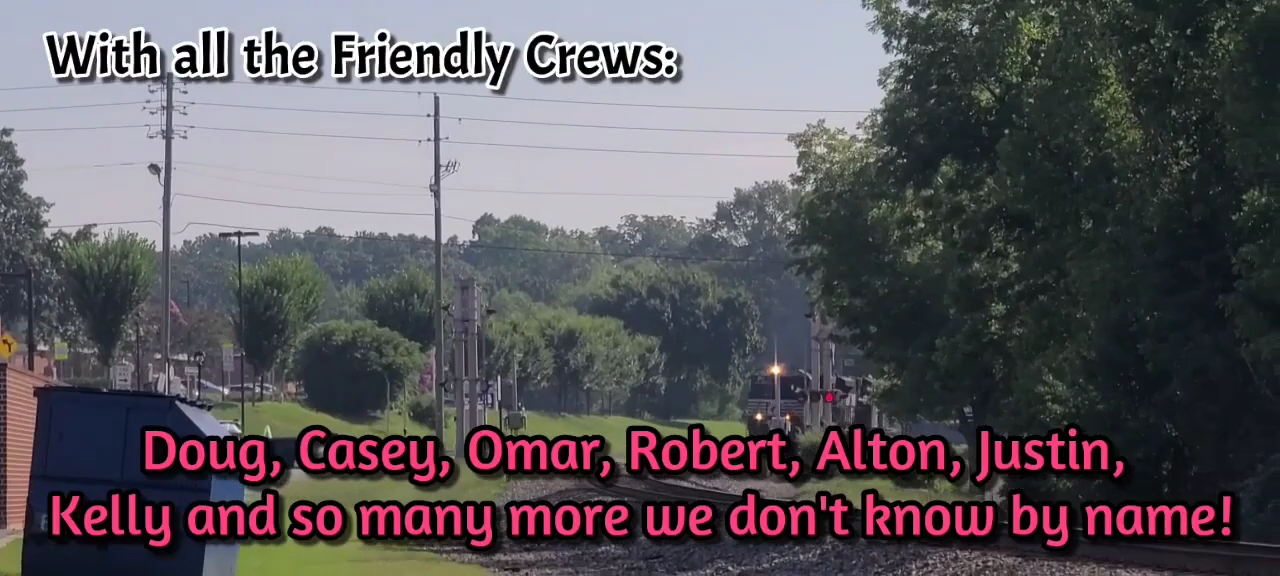 With all the Friendly Crews:
Doug, Casey, Omar, Robert, Alton, Justin,
Kelly and so many more we don't know by name!